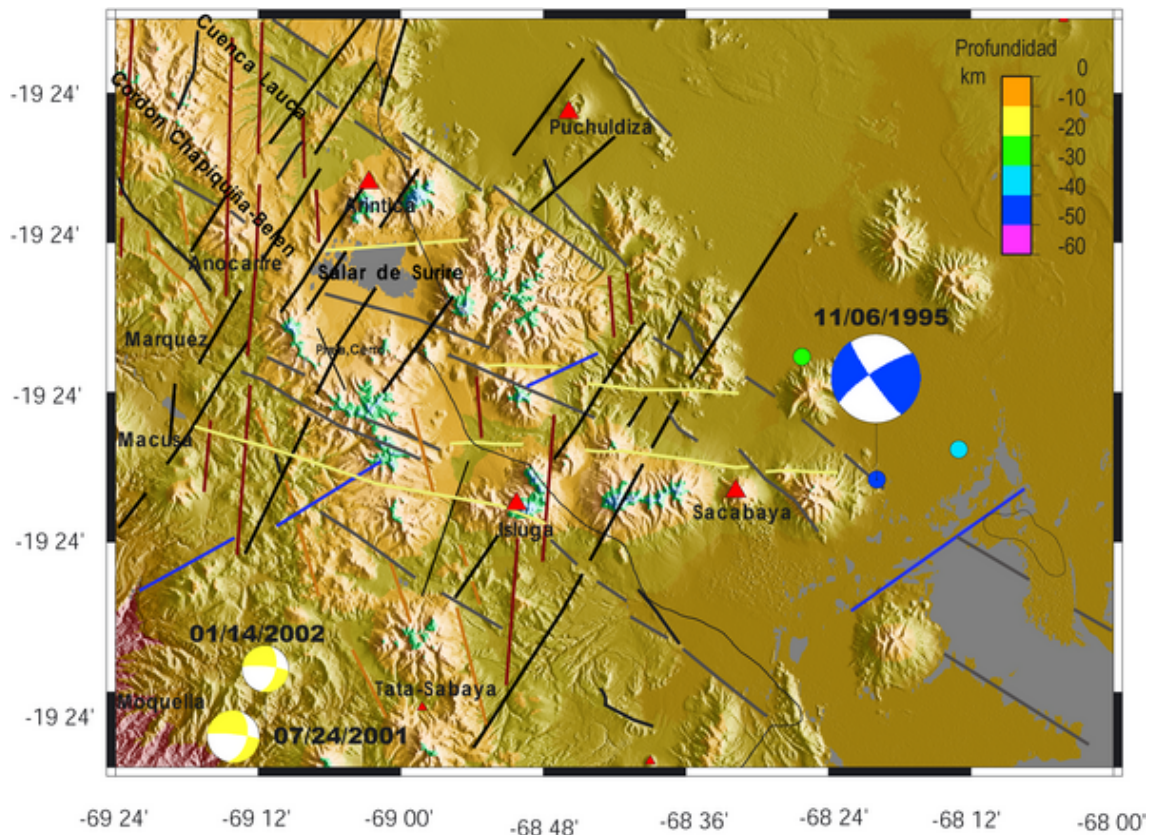 Cuenca Lauca
Cordon Chapiquiña-Belen
Profundidad
km
0
-10
-20
-30
-40
-50
-60
-19 24'
Puchuldiza
Arintica
-19 24'
Anocarire
Salar de Surire
11/06/1995
Marquez
-19 24'
Macusa
Sacabaya
Isluga
-19 24'
01/14/2002
Tata-Sabaya
Moquella
-19 24'
07/24/2001
-69 24'
-69 12'
-69 00'
-68 48'
-68 36'
-68 24'
-68 12'
-68 00'